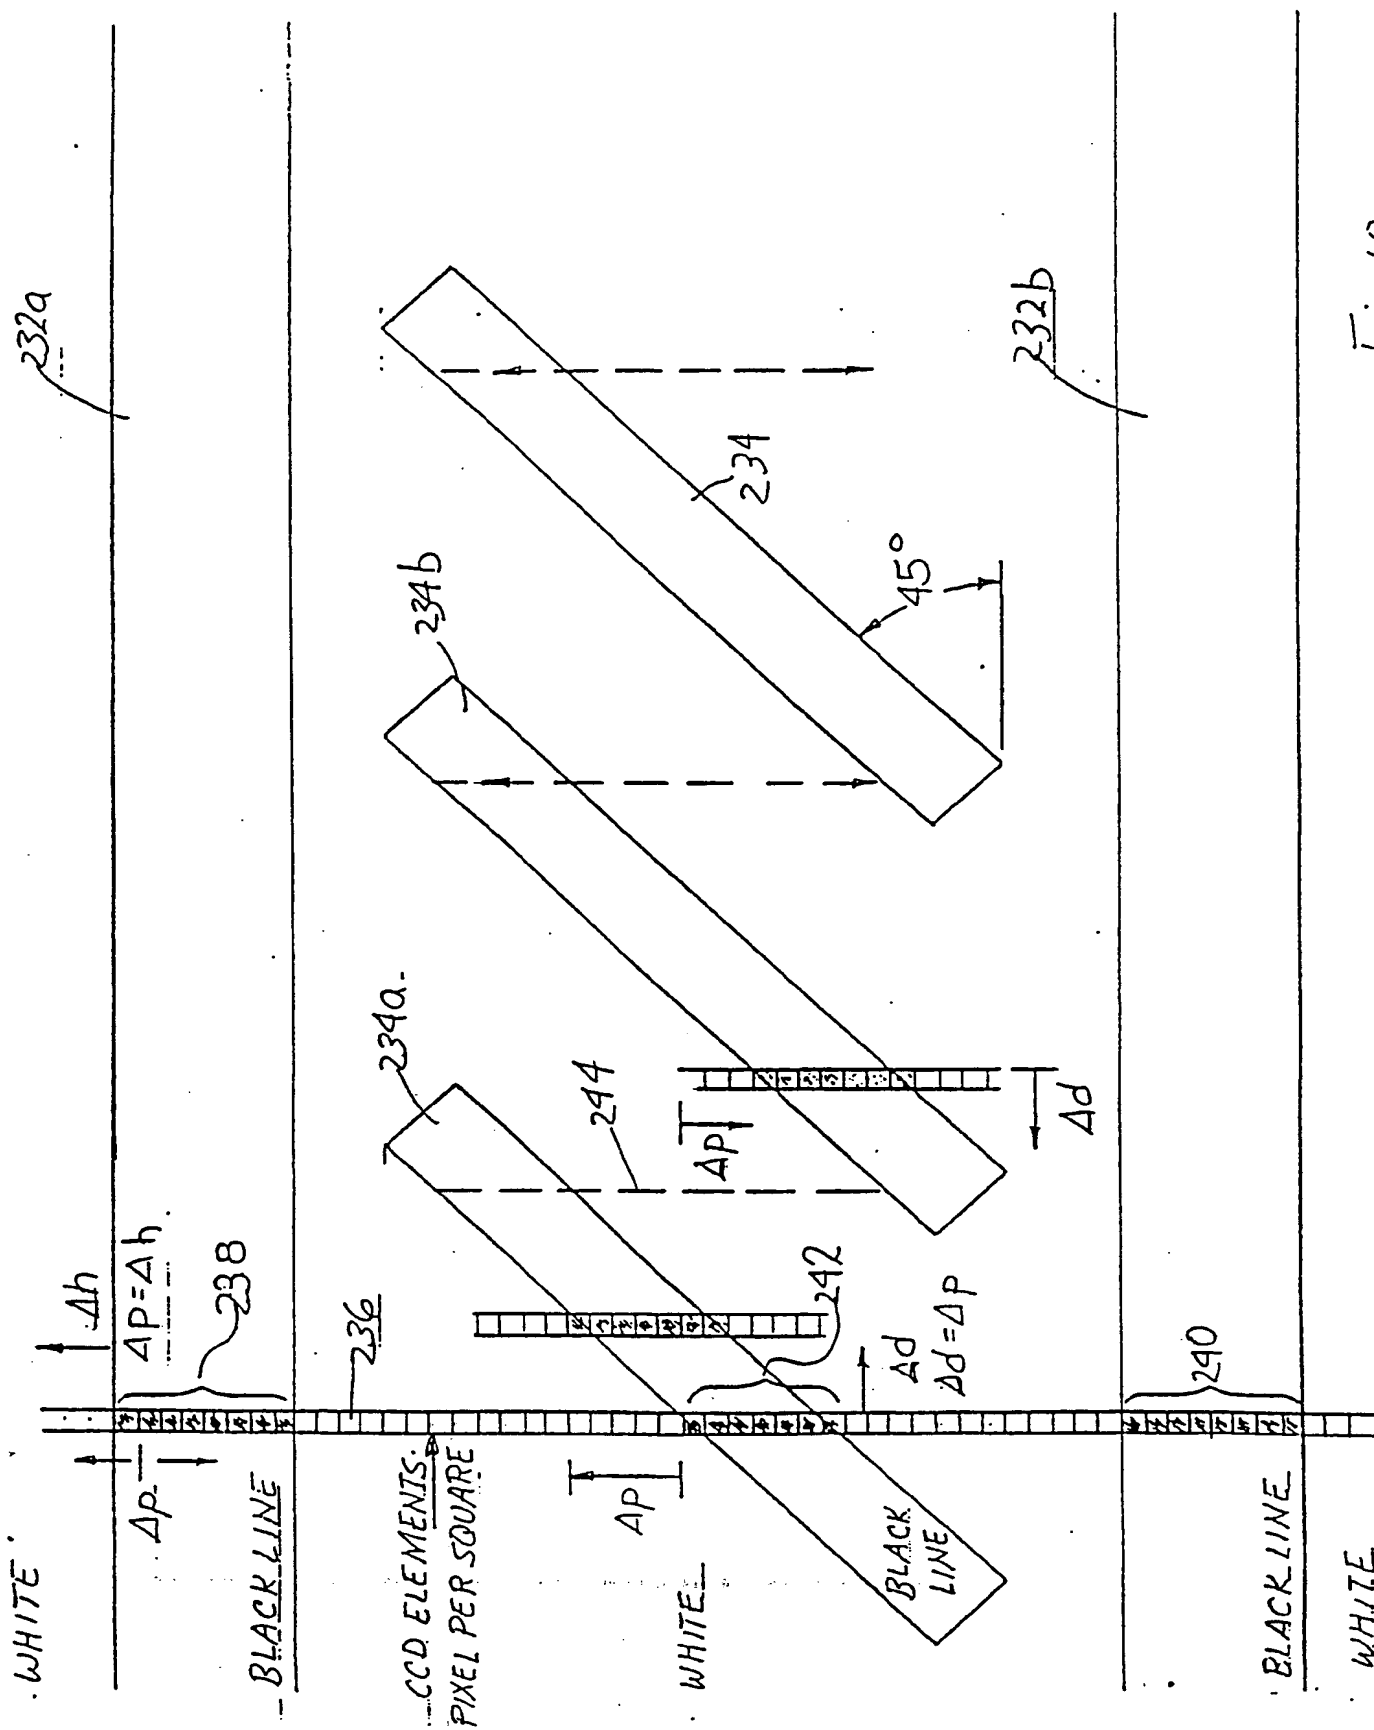 WHITE
Δp
Δh
Δp=Δh.
238
232a
BLACK LINE
CCD ELEMENTS.
PIXEL PER SQUARE
236
234a.
234b
244
Δp
WHITE
242
Δp
234
45°
BLACK
LINE
Δd
Δd=Δp
Δd
232b
240
BLACK LINE
WHITE